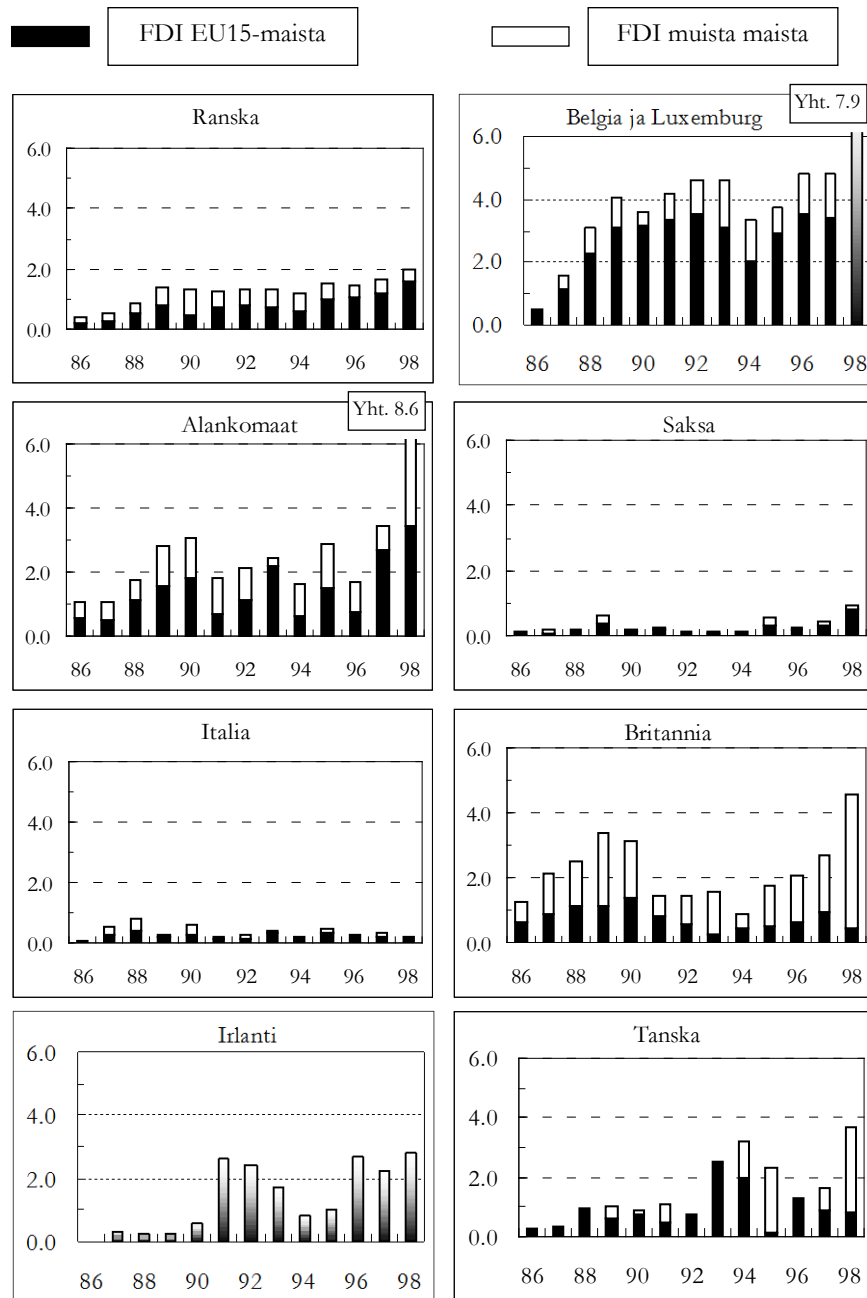 FDI EU15-maista
FDI muista maista
Ranska
6.0
4.0
2.0
0.0
86 88 90 92 94 96 98
Yht. 7.9
Belgia ja Luxemburg
6.0
4.0
2.0
0.0
86 88 90 92 94 96 98
Yht. 8.6
Alankomaat
6.0
4.0
2.0
0.0
86 88 90 92 94 96 98
Saksa
6.0
4.0
2.0
0.0
86 88 90 92 94 96 98
Italia
6.0
4.0
2.0
0.0
86 88 90 92 94 96 98
Britannia
6.0
4.0
2.0
0.0
86 88 90 92 94 96 98
Irlanti
6.0
4.0
2.0
0.0
86 88 90 92 94 96 98
Tanska
6.0
4.0
2.0
0.0
86 88 90 92 94 96 98